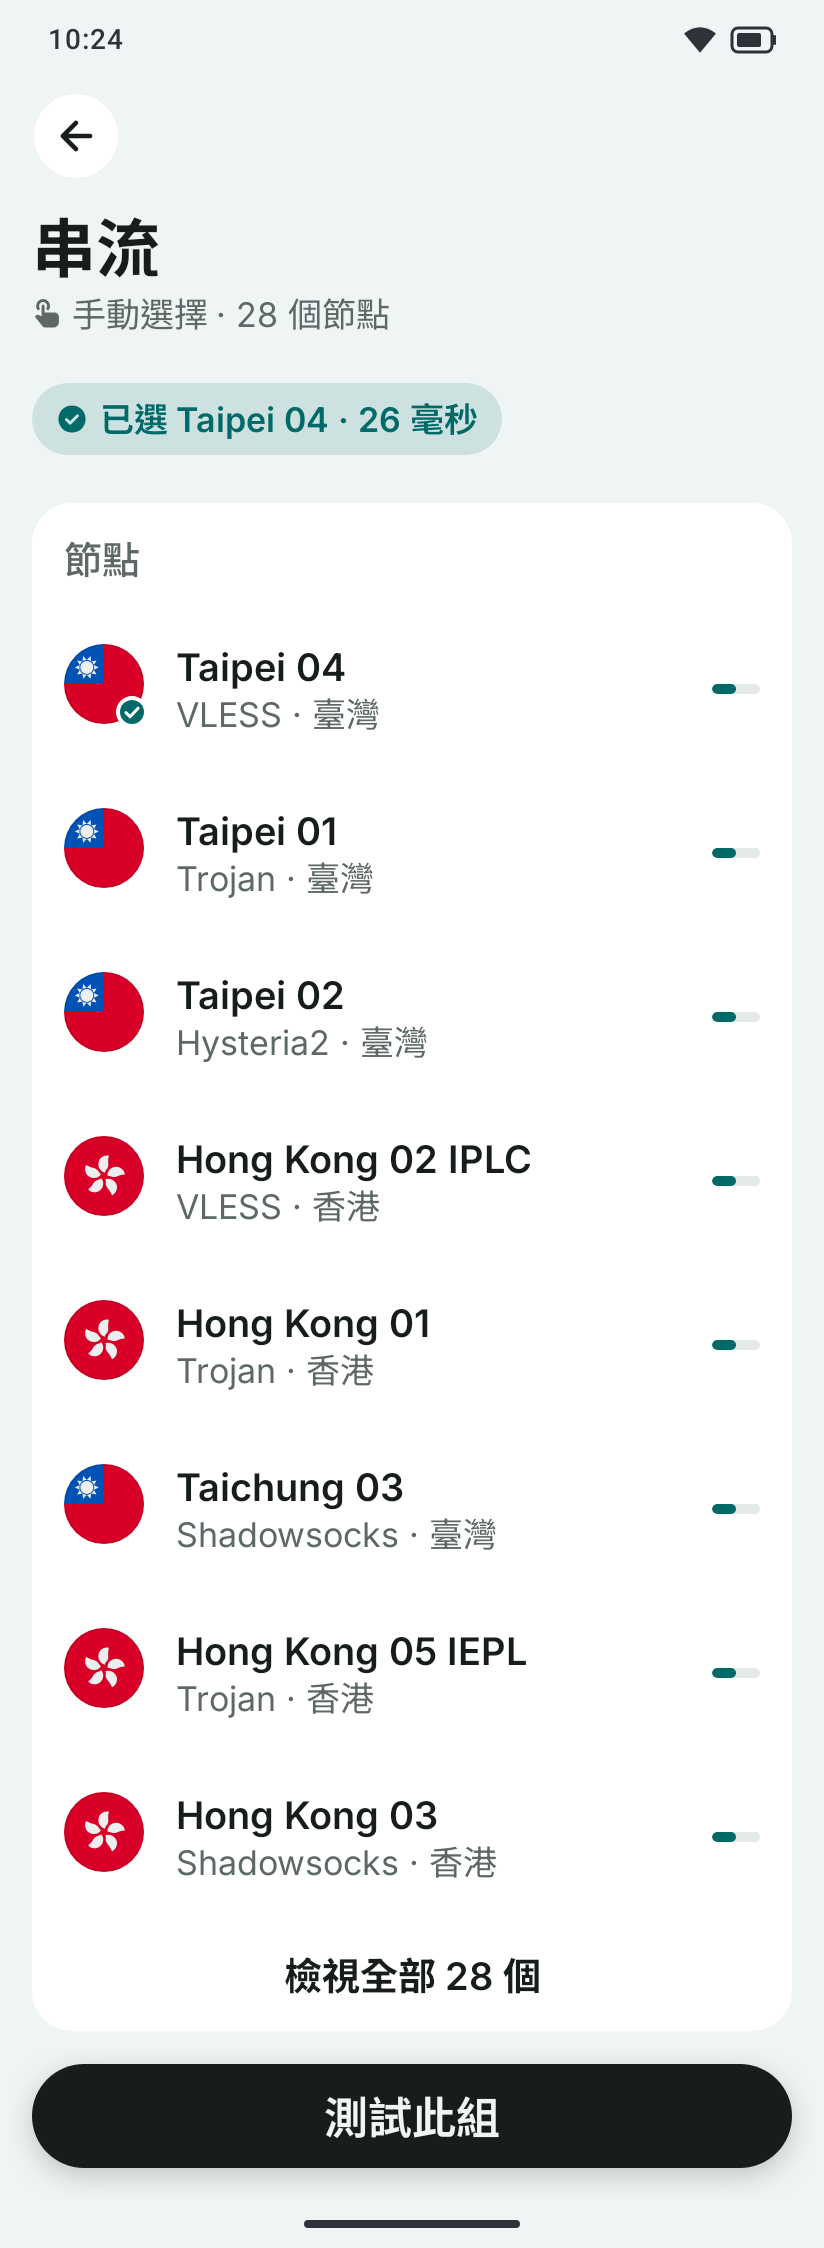 10:24
串流
手動選擇 · 28 個節點
已選 Taipei 04 · 26 毫秒
節點
Taipei 04
VLESS · 臺灣
Taipei 01
Trojan · 臺灣
Taipei 02
Hysteria2 · 臺灣
Hong Kong 02 IPLC
VLESS · 香港
Hong Kong 01
Trojan · 香港
Taichung 03
Shadowsocks · 臺灣
Hong Kong 05 IEPL
Trojan · 香港
Hong Kong 03
Shadowsocks · 香港
檢視全部 28 個
測試此組